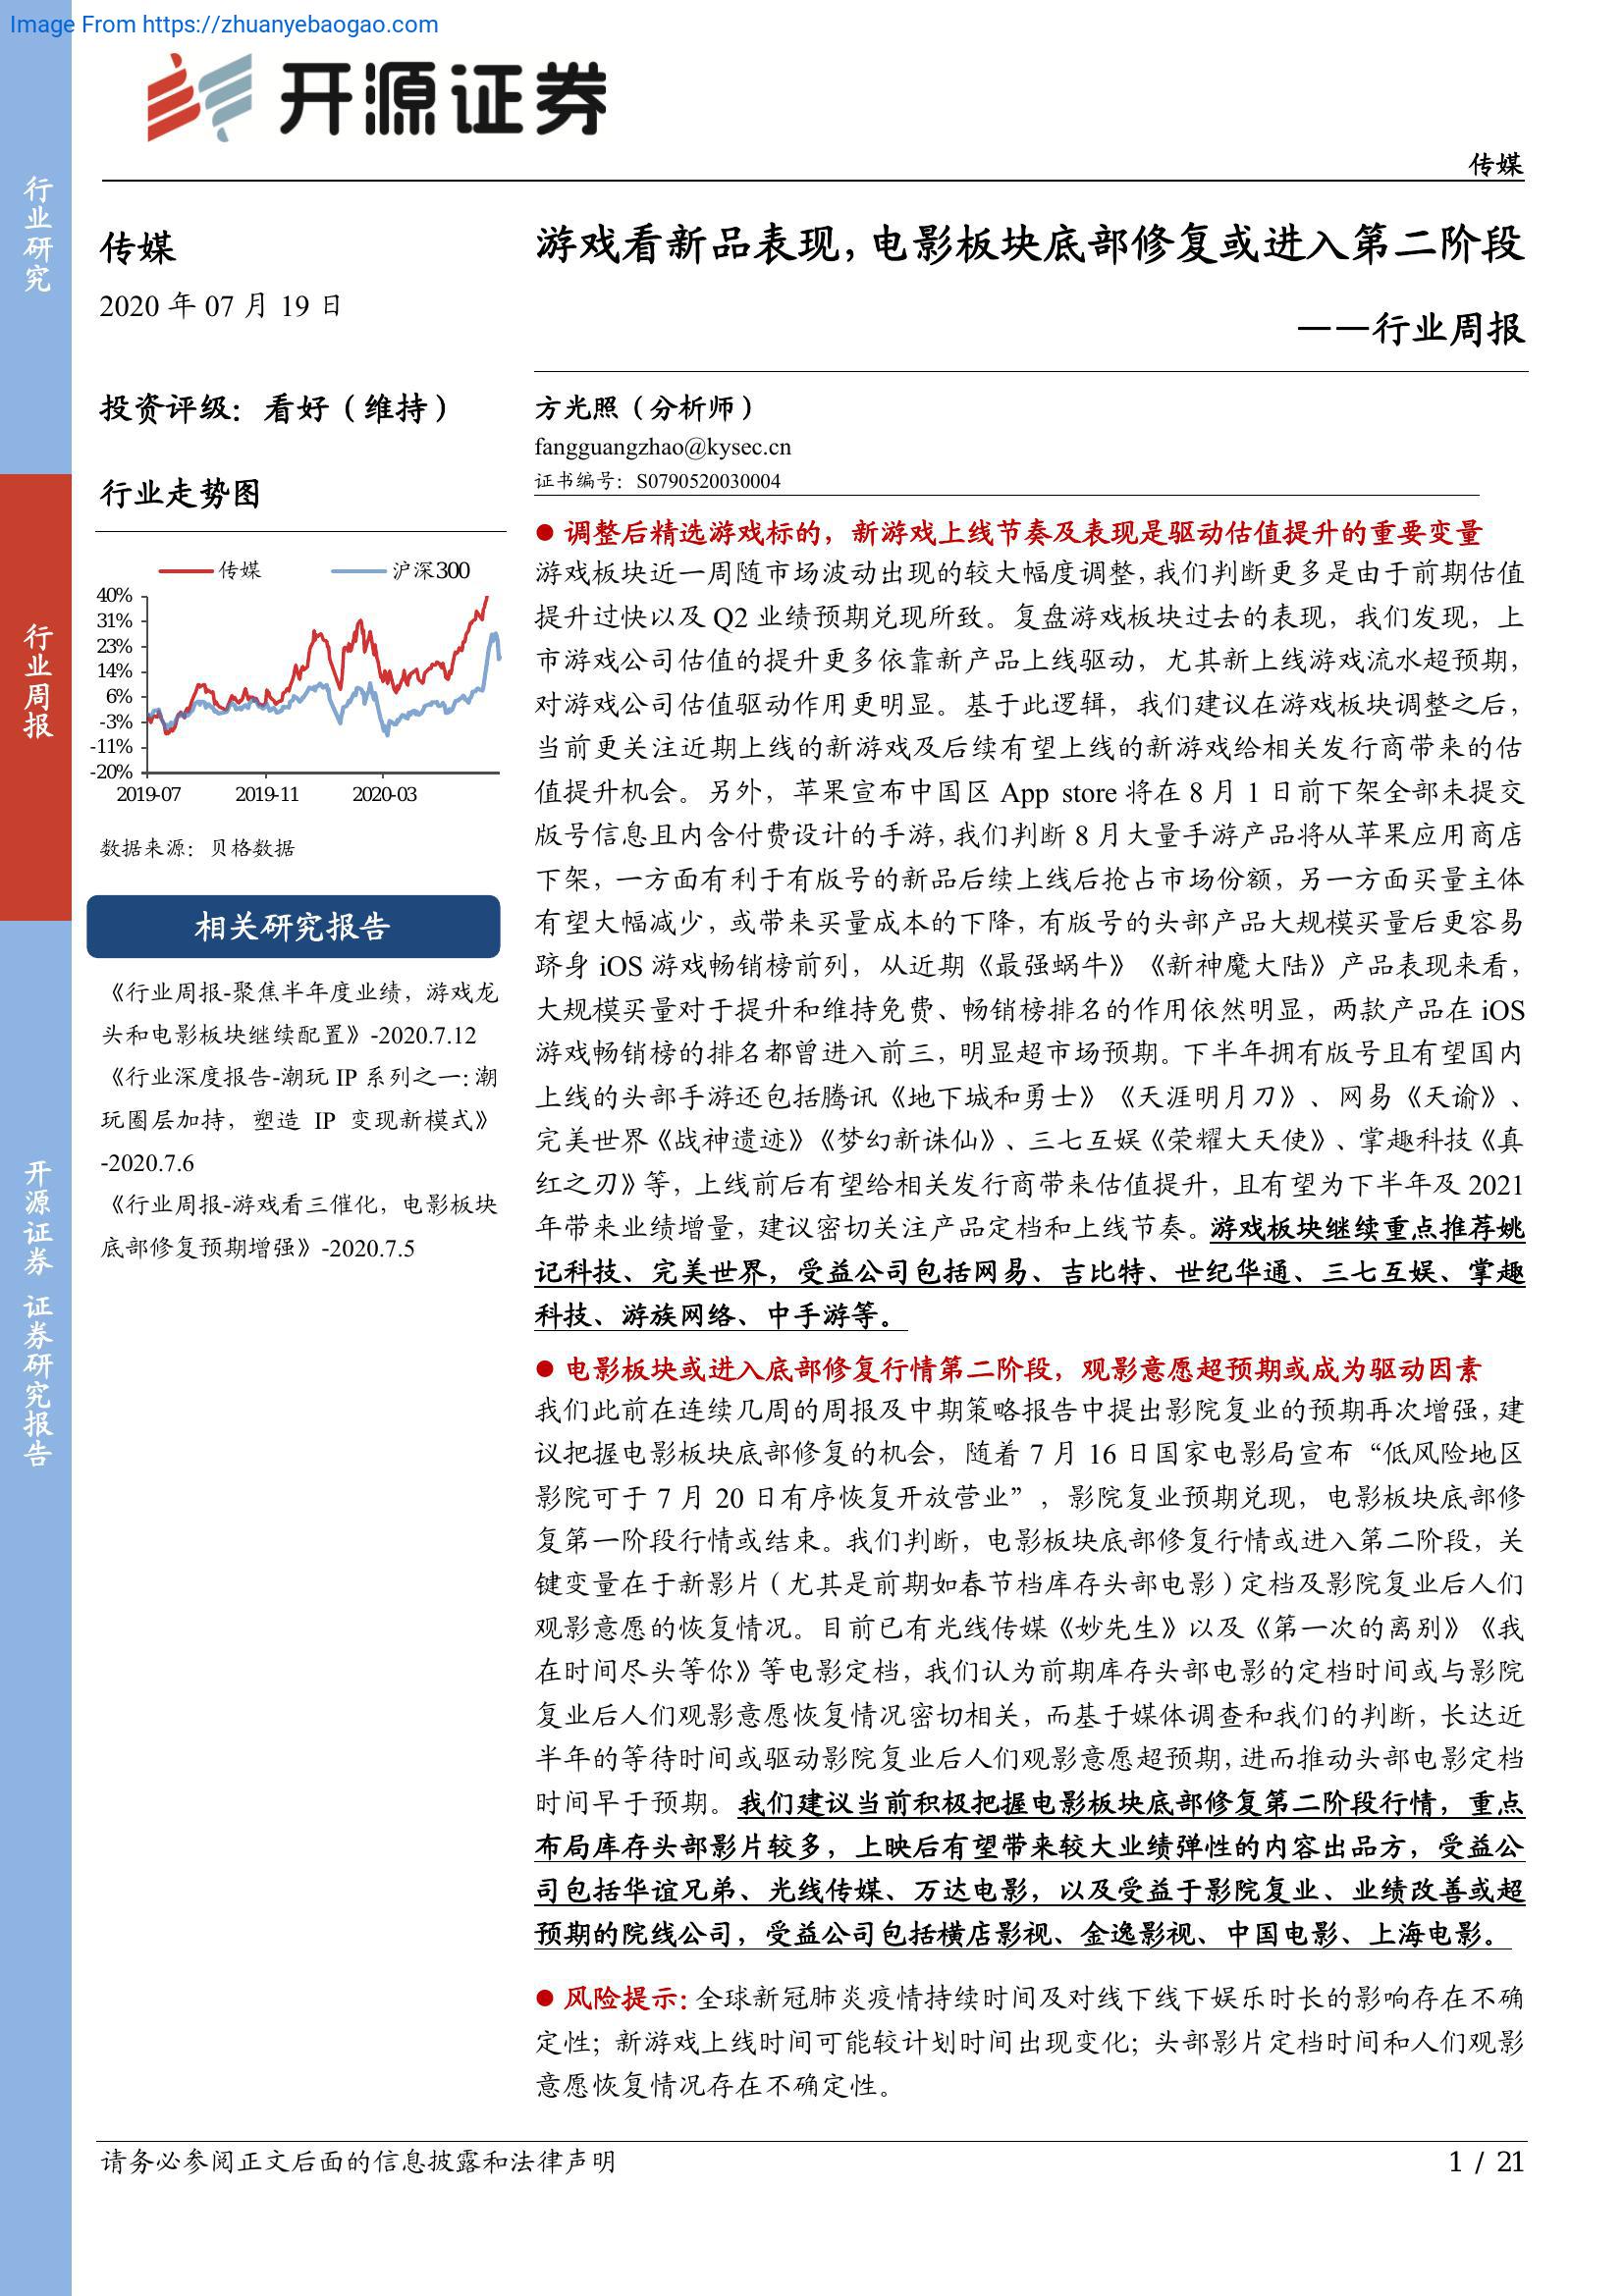 Image From https://zhuanyebaogao.com
开源证券
传媒
行业研究
行业周报
开源证券 证券研究报告
传媒
2020 年 07 月 19 日
投资评级：看好（维持）
行业走势图
传媒 沪深300
40%
31%
23%
14%
6%
-3%
-11%
-20%
2019-07 2019-11 2020-03
数据来源：贝格数据
相关研究报告
《行业周报-聚焦半年度业绩，游戏龙
头和电影板块继续配置》-2020.7.12
《行业深度报告-潮玩 IP 系列之一：潮
玩圈层加持，塑造 IP 变现新模式》
-2020.7.6
《行业周报-游戏看三催化，电影板块
底部修复预期增强》-2020.7.5
游戏看新品表现，电影板块底部修复或进入第二阶段
——行业周报
方光照（分析师）
fangguangzhao@kysec.cn
证书编号：S0790520030004
● 调整后精选游戏标的，新游戏上线节奏及表现是驱动估值提升的重要变量
游戏板块近一周随市场波动出现的较大幅度调整，我们判断更多是由于前期估值
提升过快以及 Q2 业绩预期兑现所致。复盘游戏板块过去的表现，我们发现，上
市游戏公司估值的提升更多依靠新产品上线驱动，尤其新上线游戏流水超预期，
对游戏公司估值驱动作用更明显。基于此逻辑，我们建议在游戏板块调整之后，
当前更关注近期上线的新游戏及后续有望上线的新游戏给相关发行商带来的估
值提升机会。另外，苹果宣布中国区 App store 将在 8 月 1 日前下架全部未提交
版号信息且内含付费设计的手游，我们判断 8 月大量手游产品将从苹果应用商店
下架，一方面有利于有版号的新品后续上线后抢占市场份额，另一方面买量主体
有望大幅减少，或带来买量成本的下降，有版号的头部产品大规模买量后更容易
跻身 iOS 游戏畅销榜前列，从近期《最强蜗牛》《新神魔大陆》产品表现来看，
大规模买量对于提升和维持免费、畅销榜排名的作用依然明显，两款产品在 iOS
游戏畅销榜的排名都曾进入前三，明显超市场预期。下半年拥有版号且有望国内
上线的头部手游还包括腾讯《地下城和勇士》《天涯明月刀》、网易《天谕》、
完美世界《战神遗迹》《梦幻新诛仙》、三七互娱《荣耀大天使》、掌趣科技《真
红之刃》等，上线前后有望给相关发行商带来估值提升，且有望为下半年及 2021
年带来业绩增量，建议密切关注产品定档和上线节奏。游戏板块继续重点推荐姚
记科技、完美世界，受益公司包括网易、吉比特、世纪华通、三七互娱、掌趣
科技、游族网络、中手游等。
● 电影板块或进入底部修复行情第二阶段，观影意愿超预期或成为驱动因素
我们此前在连续几周的周报及中期策略报告中提出影院复业的预期再次增强，建
议把握电影板块底部修复的机会，随着 7 月 16 日国家电影局宣布“低风险地区
影院可于 7 月 20 日有序恢复开放营业”，影院复业预期兑现，电影板块底部修
复第一阶段行情或结束。我们判断，电影板块底部修复行情或进入第二阶段，关
键变量在于新影片（尤其是前期如春节档库存头部电影）定档及影院复业后人们
观影意愿的恢复情况。目前已有光线传媒《妙先生》以及《第一次的离别》《我
在时间尽头等你》等电影定档，我们认为前期库存头部电影的定档时间或与影院
复业后人们观影意愿恢复情况密切相关，而基于媒体调查和我们的判断，长达近
半年的等待时间或驱动影院复业后人们观影意愿超预期，进而推动头部电影定档
时间早于预期。我们建议当前积极把握电影板块底部修复第二阶段行情，重点
布局库存头部影片较多，上映后有望带来较大业绩弹性的内容出品方，受益公
司包括华谊兄弟、光线传媒、万达电影，以及受益于影院复业、业绩改善或超
预期的院线公司，受益公司包括横店影视、金逸影视、中国电影、上海电影。
● 风险提示：全球新冠肺炎疫情持续时间及对线下线下娱乐时长的影响存在不确
定性；新游戏上线时间可能较计划时间出现变化；头部影片定档时间和人们观影
意愿恢复情况存在不确定性。
请务必参阅正文后面的信息披露和法律声明
1 / 21